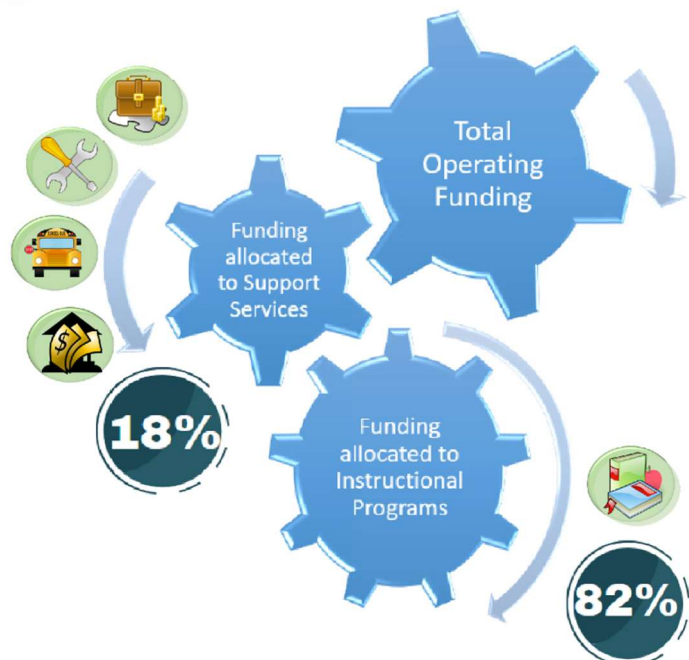 Total
Operating
Funding
Funding
allocated
to Support
Services
18%
Funding
allocated to
Instructional
Programs
82%